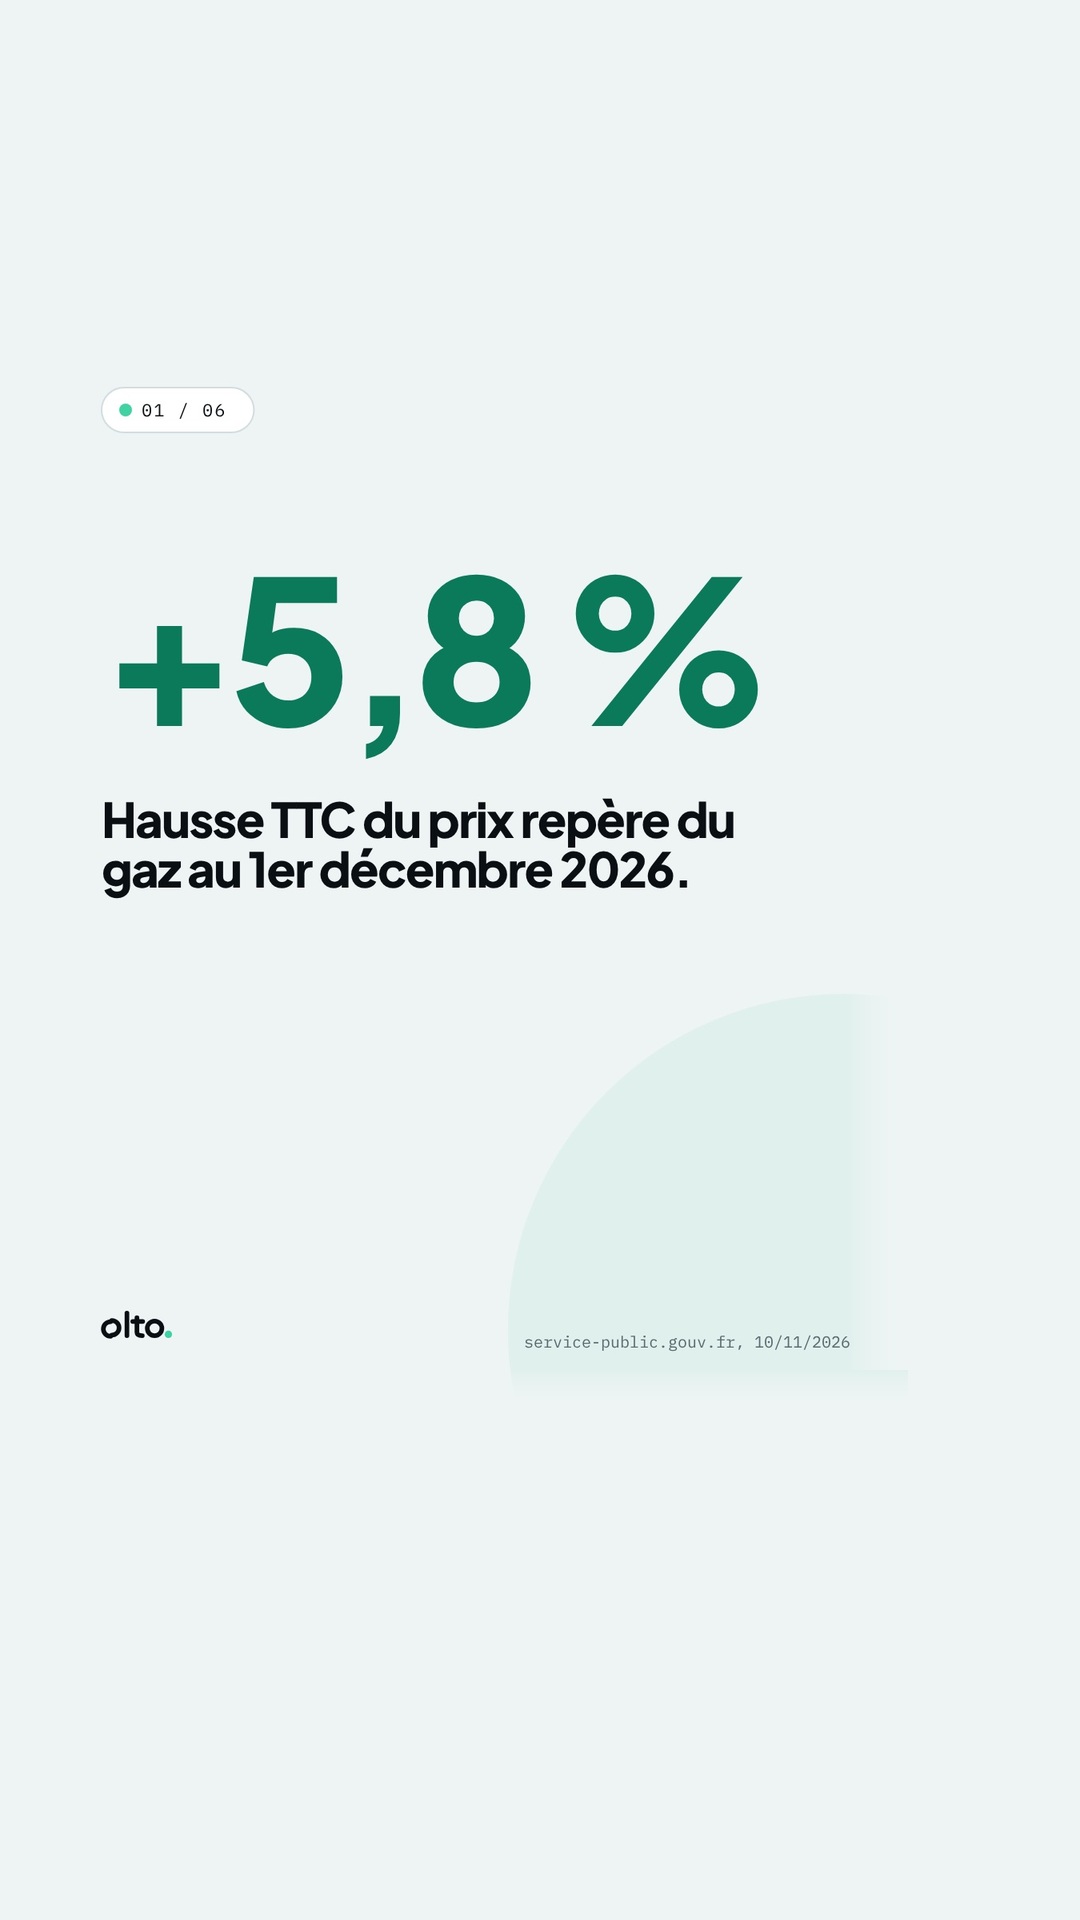 01 / 06
+5,8 %
Hausse TTC du prix repère du
gaz au 1er décembre 2026.
olto.
service-public.gouv.fr, 10/11/2026